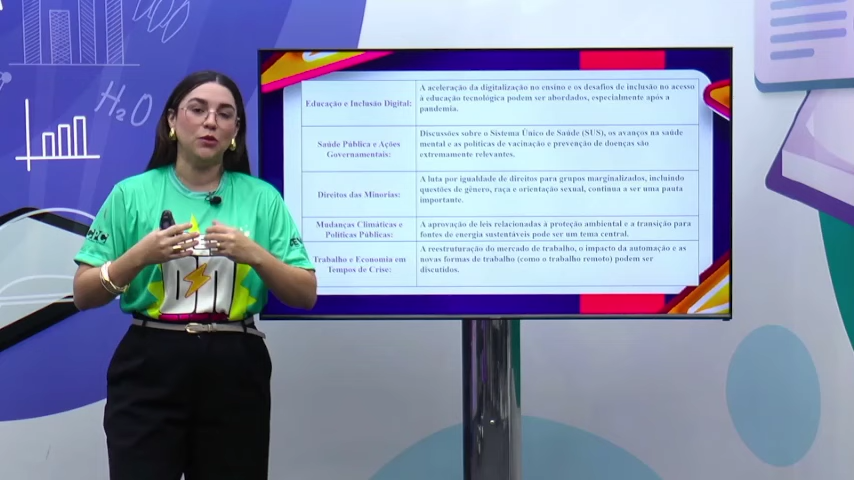 H₂O
Educação e Inclusão Digital:
A aceleração da digitalização no ensino e os desafios de inclusão no acesso
à educação tecnológica podem ser abordados, especialmente após a
pandemia.
Saúde Pública e Ações
Governamentais:
Discussões sobre o Sistema Único de Saúde (SUS), os avanços na saúde
mental e as políticas de vacinação e prevenção de doenças são
extremamente relevantes.
Direitos das Minorias:
A luta por igualdade de direitos para grupos marginalizados, incluindo
questões de gênero, raça e orientação sexual, continua a ser uma pauta
importante.
Mudanças Climáticas e
Políticas Públicas:
A aprovação de leis relacionadas à proteção ambiental e a transição para
fontes de energia sustentáveis pode ser um tema central.
Trabalho e Economia em
Tempos de Crise:
A reestruturação do mercado de trabalho, o impacto da automação e as
novas formas de trabalho (como o trabalho remoto) podem ser
discutidos.